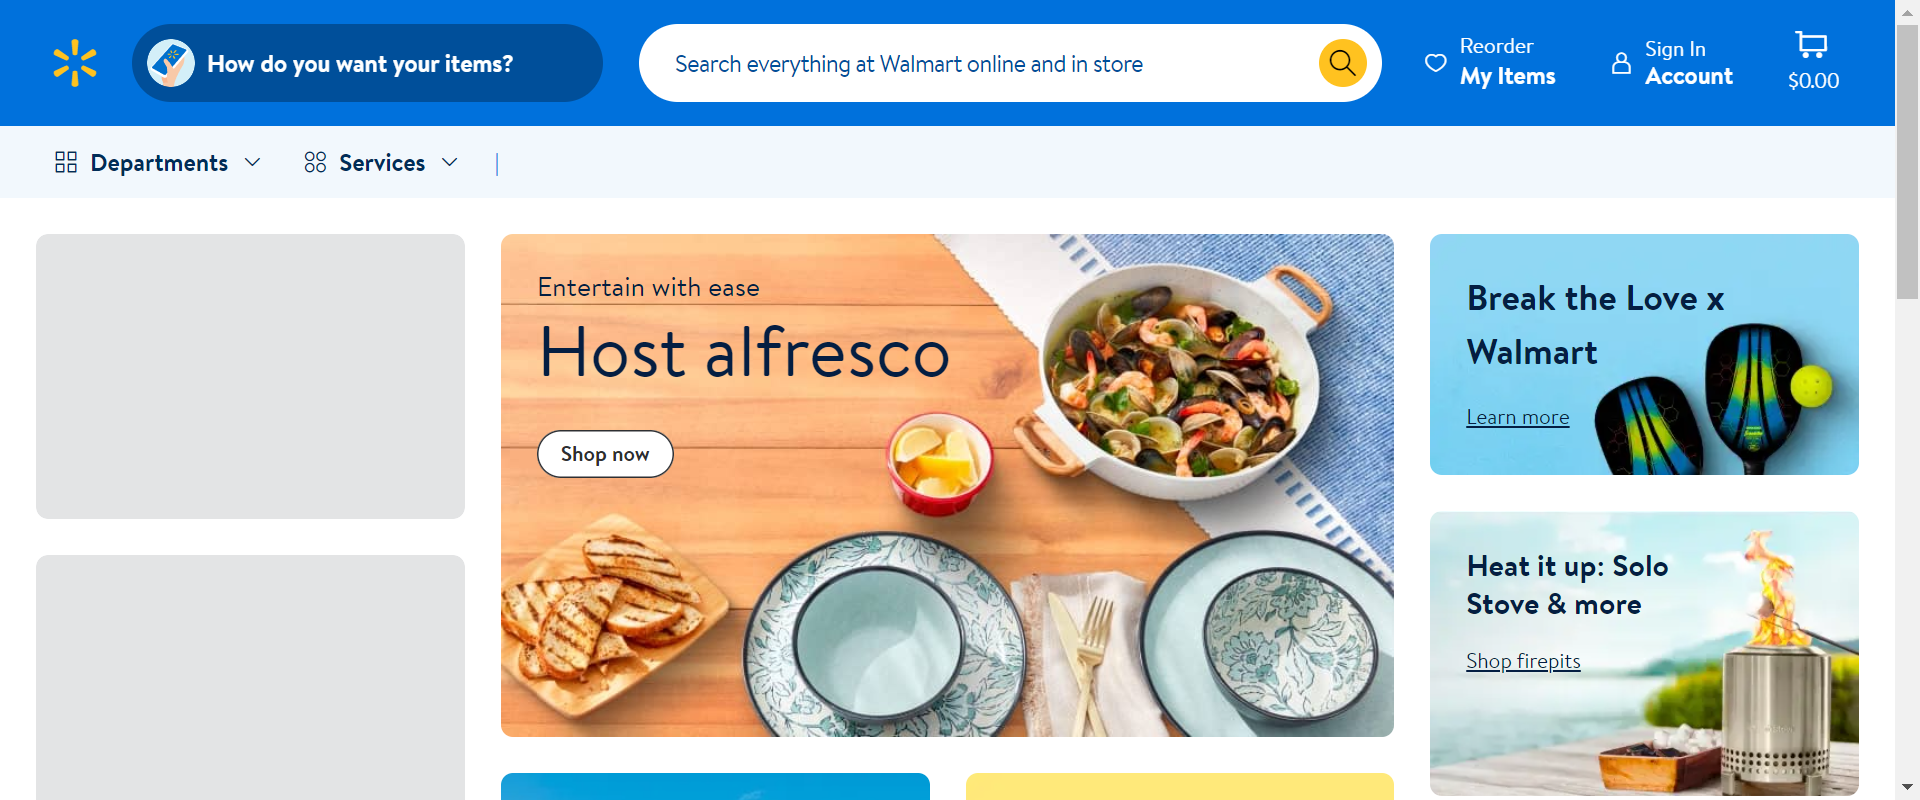 How do you want your items?
Search everything at Walmart online and in store
Reorder
My Items
Sign In
Account
$0.00
Departments
Services
Entertain with ease
Host alfresco
Shop now
Break the Love x
Walmart
Learn more
Heat it up: Solo
Stove & more
Shop firepits